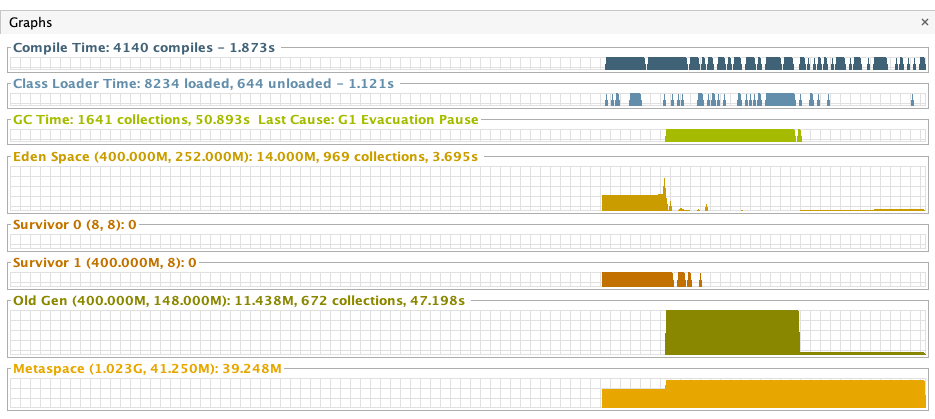 Graphs ×
Compile Time: 4140 compiles - 1.873s
Class Loader Time: 8234 loaded, 644 unloaded - 1.121s
GC Time: 1641 collections, 50.893s  Last Cause: G1 Evacuation Pause
Eden Space (400.000M, 252.000M): 14.000M, 969 collections, 3.695s
Survivor 0 (8, 8): 0
Survivor 1 (400.000M, 8): 0
Old Gen (400.000M, 148.000M): 11.438M, 672 collections, 47.198s
Metaspace (1.023G, 41.250M): 39.248M